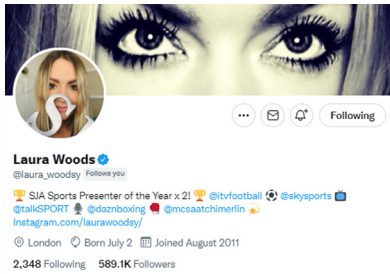 Following
Laura Woods
@laura_woodsy Follows you
🏆 SJA Sports Presenter of the Year x 2! 🏆 @itvfootball ⚽ @skysports 📺
@talkSPORT 🎙️ @daznboxing 🥊 @mcsaatchimerlin 💫
Instagram.com/laurawoodsy/
London Born July 2 Joined August 2011
2,348 Following 589.1K Followers